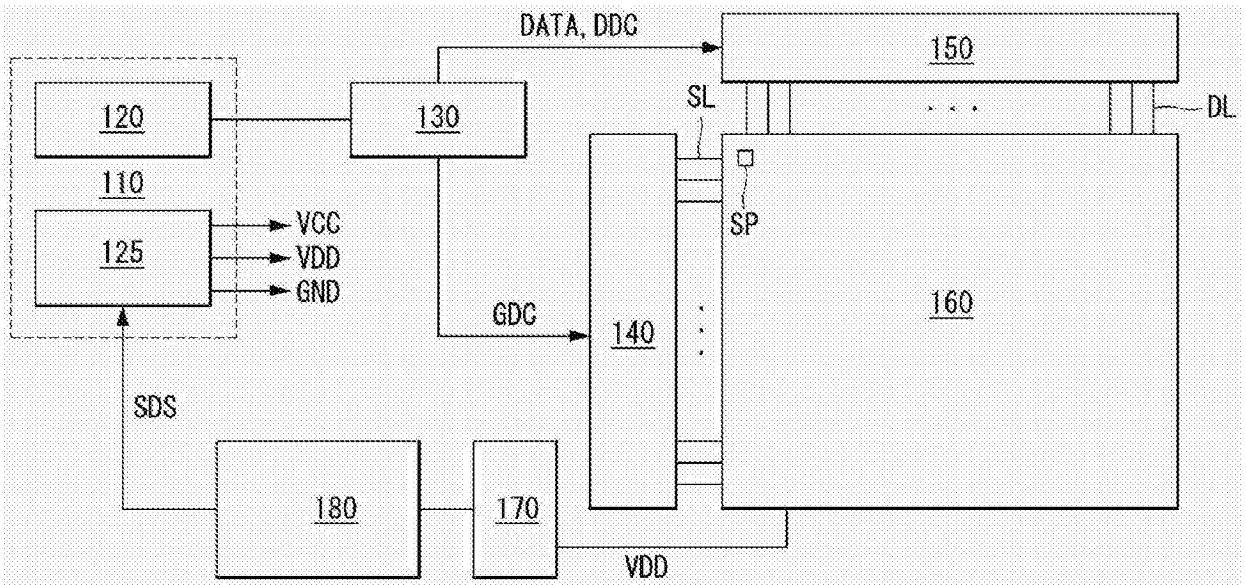 DATA, DDC
150
120
130
SL
DL
110
SP
VCC
125
VDD
GND
160
GDC
140
SDS
180
170
VDD